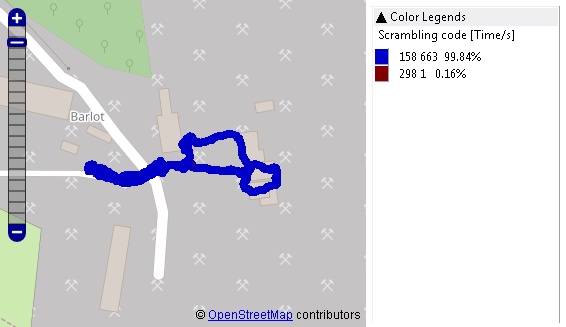 Barlot
© OpenStreetMap contributors
▲ Color Legends
Scrambling code [Time/s]
158 663 99.84%
298 1 0.16%